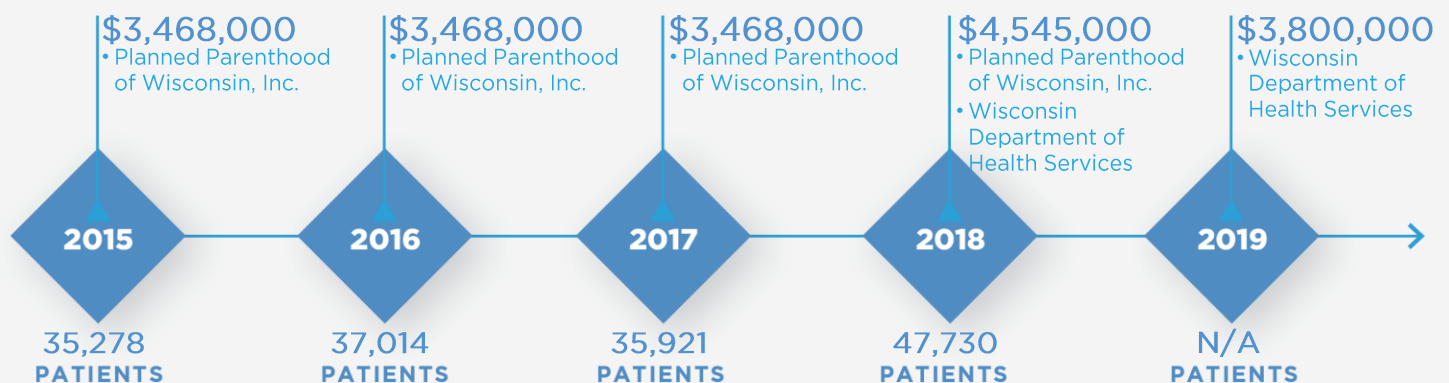 $3,468,000
• Planned Parenthood
of Wisconsin, Inc.
$3,468,000
• Planned Parenthood
of Wisconsin, Inc.
$3,468,000
• Planned Parenthood
of Wisconsin, Inc.
$4,545,000
• Planned Parenthood
of Wisconsin, Inc.
• Wisconsin
Department of
Health Services
$3,800,000
• Wisconsin
Department of
Health Services
2015
2016
2017
2018
2019
35,278
PATIENTS
37,014
PATIENTS
35,921
PATIENTS
47,730
PATIENTS
N/A
PATIENTS